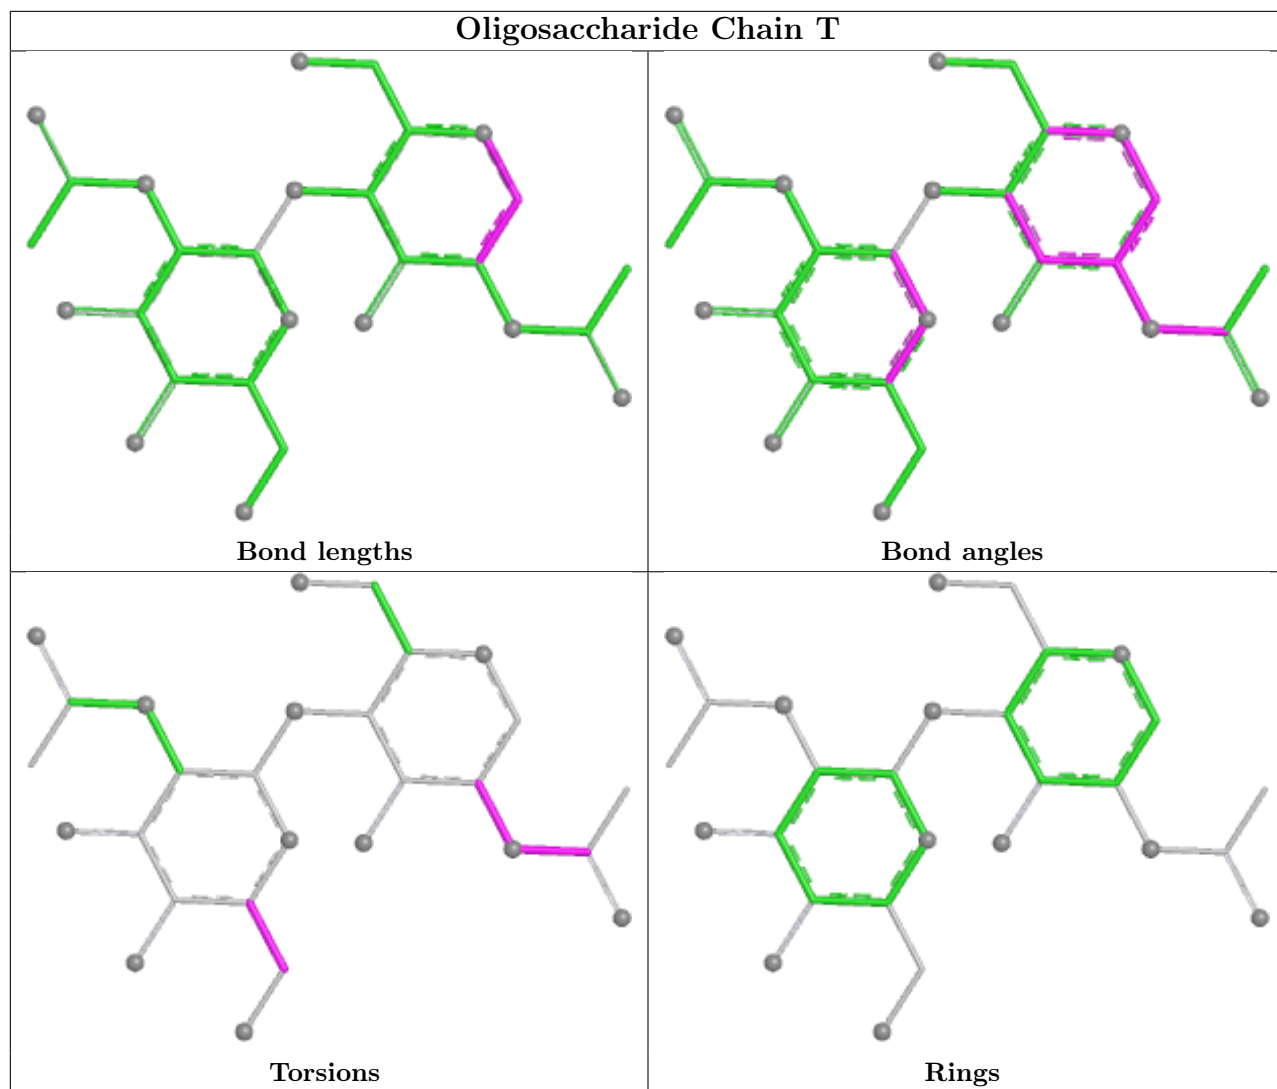 Oligosaccharide Chain T
Bond lengths
Bond angles
Torsions
Rings